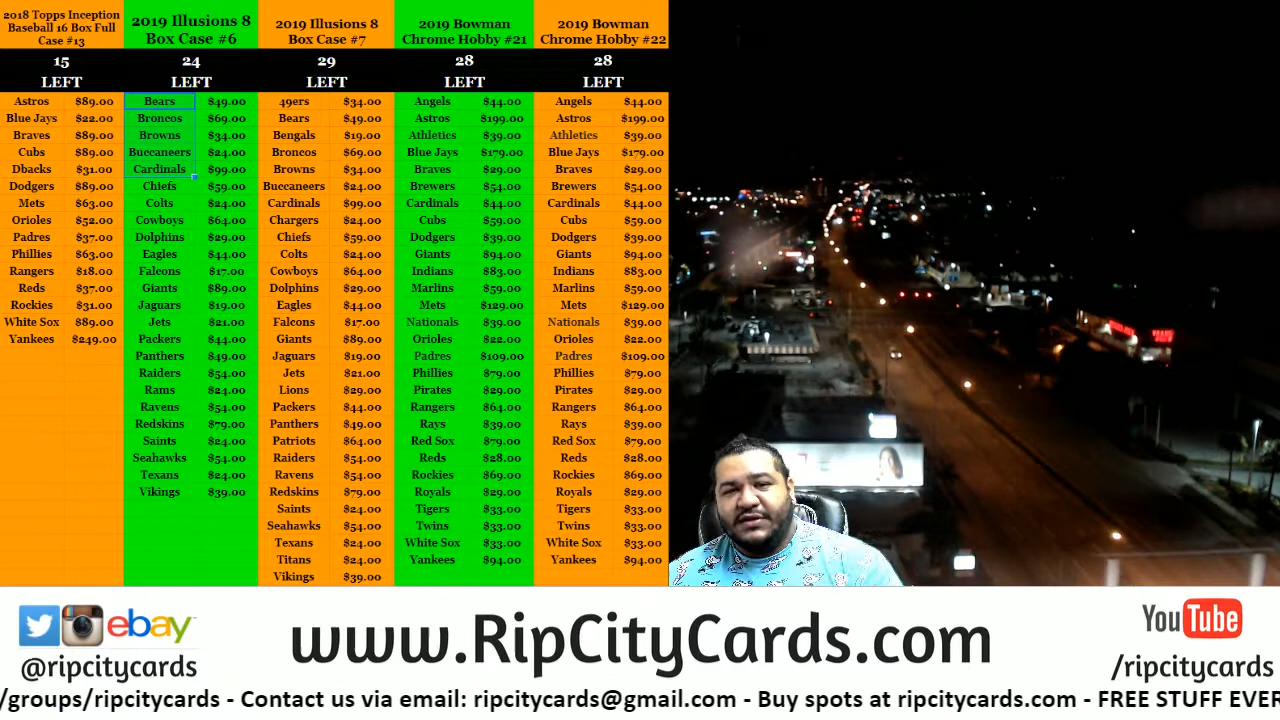 2018 Topps Inception
Baseball 16 Box Full
Case #13
15
LEFT
Astros $89.00
Blue Jays $22.00
Braves $89.00
Cubs $89.00
Dbacks $31.00
Dodgers $89.00
Mets $63.00
Orioles $52.00
Padres $37.00
Phillies $63.00
Rangers $18.00
Reds $37.00
Rockies $31.00
White Sox $89.00
Yankees $249.00
2019 Illusions 8
Box Case #6
24
LEFT
Bears $49.00
Broncos $69.00
Browns $34.00
Buccaneers $24.00
Cardinals $99.00
Chiefs $59.00
Colts $24.00
Cowboys $64.00
Dolphins $29.00
Eagles $44.00
Falcons $17.00
Giants $89.00
Jaguars $19.00
Jets $21.00
Packers $44.00
Panthers $49.00
Raiders $54.00
Rams $24.00
Ravens $54.00
Redskins $79.00
Saints $24.00
Seahawks $54.00
Texans $24.00
Vikings $39.00
2019 Illusions 8
Box Case #7
29
LEFT
49ers $34.00
Bears $49.00
Bengals $19.00
Broncos $69.00
Browns $34.00
Buccaneers $24.00
Cardinals $99.00
Chargers $24.00
Chiefs $59.00
Colts $24.00
Cowboys $64.00
Dolphins $29.00
Eagles $44.00
Falcons $17.00
Giants $89.00
Jaguars $19.00
Jets $21.00
Lions $29.00
Packers $44.00
Panthers $49.00
Patriots $64.00
Raiders $54.00
Ravens $54.00
Redskins $79.00
Saints $24.00
Seahawks $54.00
Texans $24.00
Titans $24.00
Vikings $39.00
2019 Bowman
Chrome Hobby #21
28
LEFT
Angels $44.00
Astros $199.00
Athletics $39.00
Blue Jays $179.00
Braves $29.00
Brewers $54.00
Cardinals $44.00
Cubs $59.00
Dodgers $39.00
Giants $94.00
Indians $83.00
Marlins $59.00
Mets $129.00
Nationals $39.00
Orioles $22.00
Padres $109.00
Phillies $79.00
Pirates $29.00
Rangers $64.00
Rays $39.00
Red Sox $79.00
Reds $28.00
Rockies $69.00
Royals $29.00
Tigers $33.00
Twins $33.00
White Sox $33.00
Yankees $94.00
2019 Bowman
Chrome Hobby #22
28
LEFT
Angels $44.00
Astros $199.00
Athletics $39.00
Blue Jays $179.00
Braves $29.00
Brewers $54.00
Cardinals $44.00
Cubs $59.00
Dodgers $39.00
Giants $94.00
Indians $83.00
Marlins $59.00
Mets $129.00
Nationals $39.00
Orioles $22.00
Padres $109.00
Phillies $79.00
Pirates $29.00
Rangers $64.00
Rays $39.00
Red Sox $79.00
Reds $28.00
Rockies $69.00
Royals $29.00
Tigers $33.00
Twins $33.00
White Sox $33.00
Yankees $94.00
ebay
@ripcitycards
www.RipCityCards.com
YouTube
/ripcitycards
/groups/ripcitycards - Contact us via email: ripcitycards@gmail.com - Buy spots at ripcitycards.com - FREE STUFF EVER